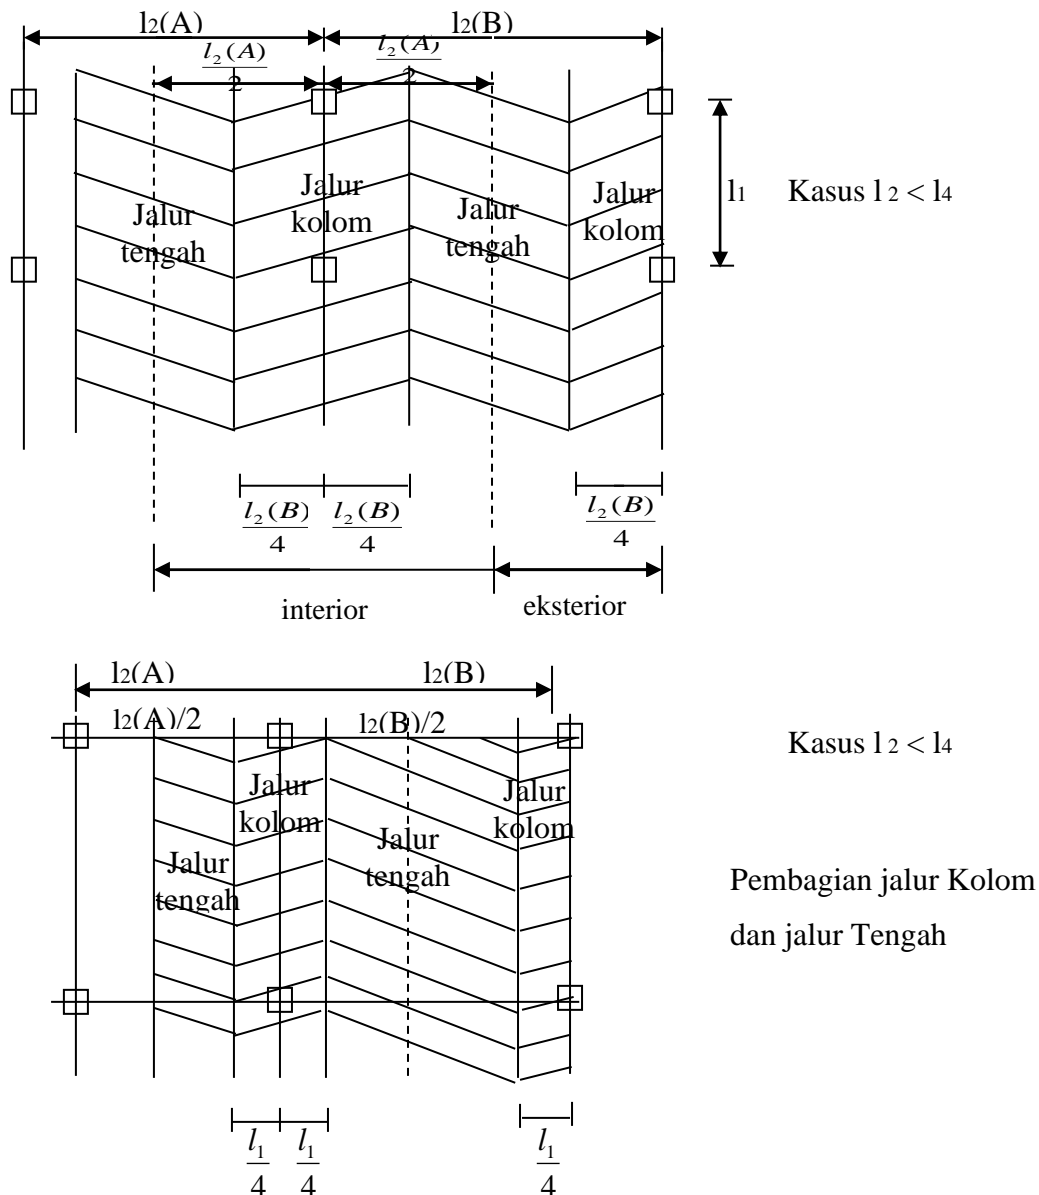 l2(A) l2(B)
l2(A)/2 l2(A)/2
Jalur kolom
Jalur tengah
Jalur tengah
Jalur kolom
l1
Kasus l 2 < l4
l2(B)/4 l2(B)/4 l2(B)/4
interior eksterior
l2(A) l2(B)
l2(A)/2 l2(B)/2
Kasus l 2 < l4
Jalur kolom
Jalur kolom
Jalur tengah
Jalur tengah
Pembagian jalur Kolom
dan jalur Tengah
l1/4 l1/4 l1/4